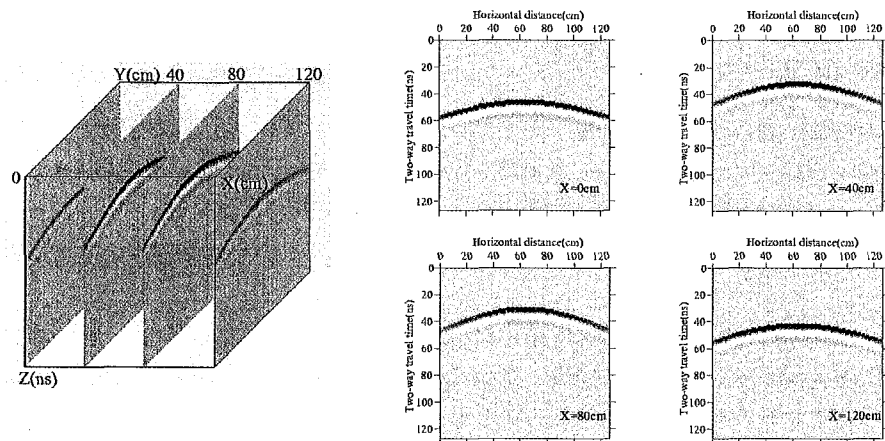 Y(cm) 40 80 120
0
X(cm)
Z(ns)
Horizontal distance(cm)
0 20 40 60 80 100 120
Two-way travel time(ns)
0
20
40
60
80
100
120
X=0cm
Horizontal distance(cm)
0 20 40 60 80 100 120
Two-way travel time(ns)
0
20
40
60
80
100
120
X=40cm
Horizontal distance(cm)
0 20 40 60 80 100 120
Two-way travel time(ns)
0
20
40
60
80
100
120
X=80cm
Horizontal distance(cm)
0 20 40 60 80 100 120
Two-way travel time(ns)
0
20
40
60
80
100
120
X=120cm